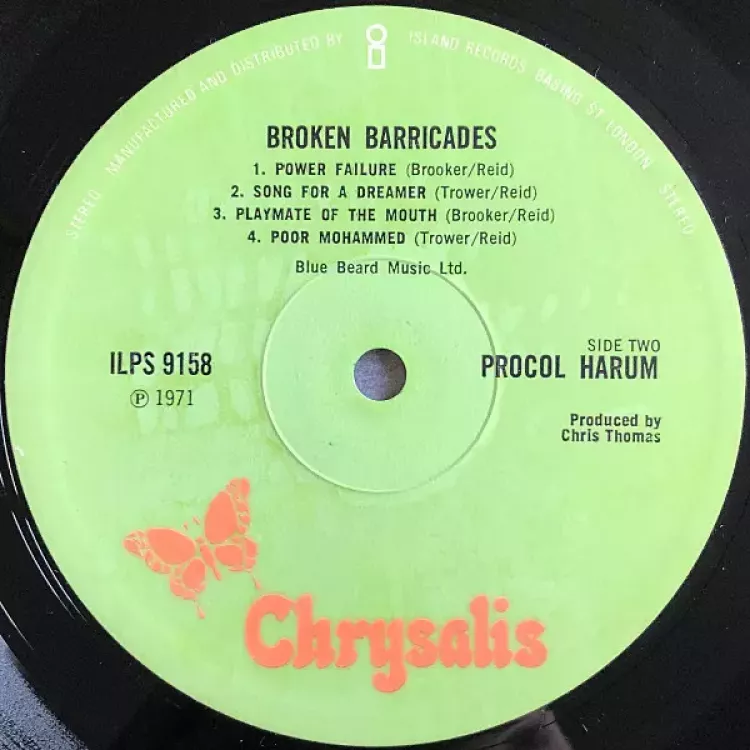 STEREO MANUFACTURED AND DISTRIBUTED BY ISLAND RECORDS BASING ST LONDON STEREO
BROKEN BARRICADES
1. POWER FAILURE (Brooker/Reid)
2. SONG FOR A DREAMER (Trower/Reid)
3. PLAYMATE OF THE MOUTH (Brooker/Reid)
4. POOR MOHAMMED (Trower/Reid)
Blue Beard Music Ltd.
ILPS 9158
℗ 1971
SIDE TWO
PROCOL HARUM
Produced by
Chris Thomas
Chrysalis